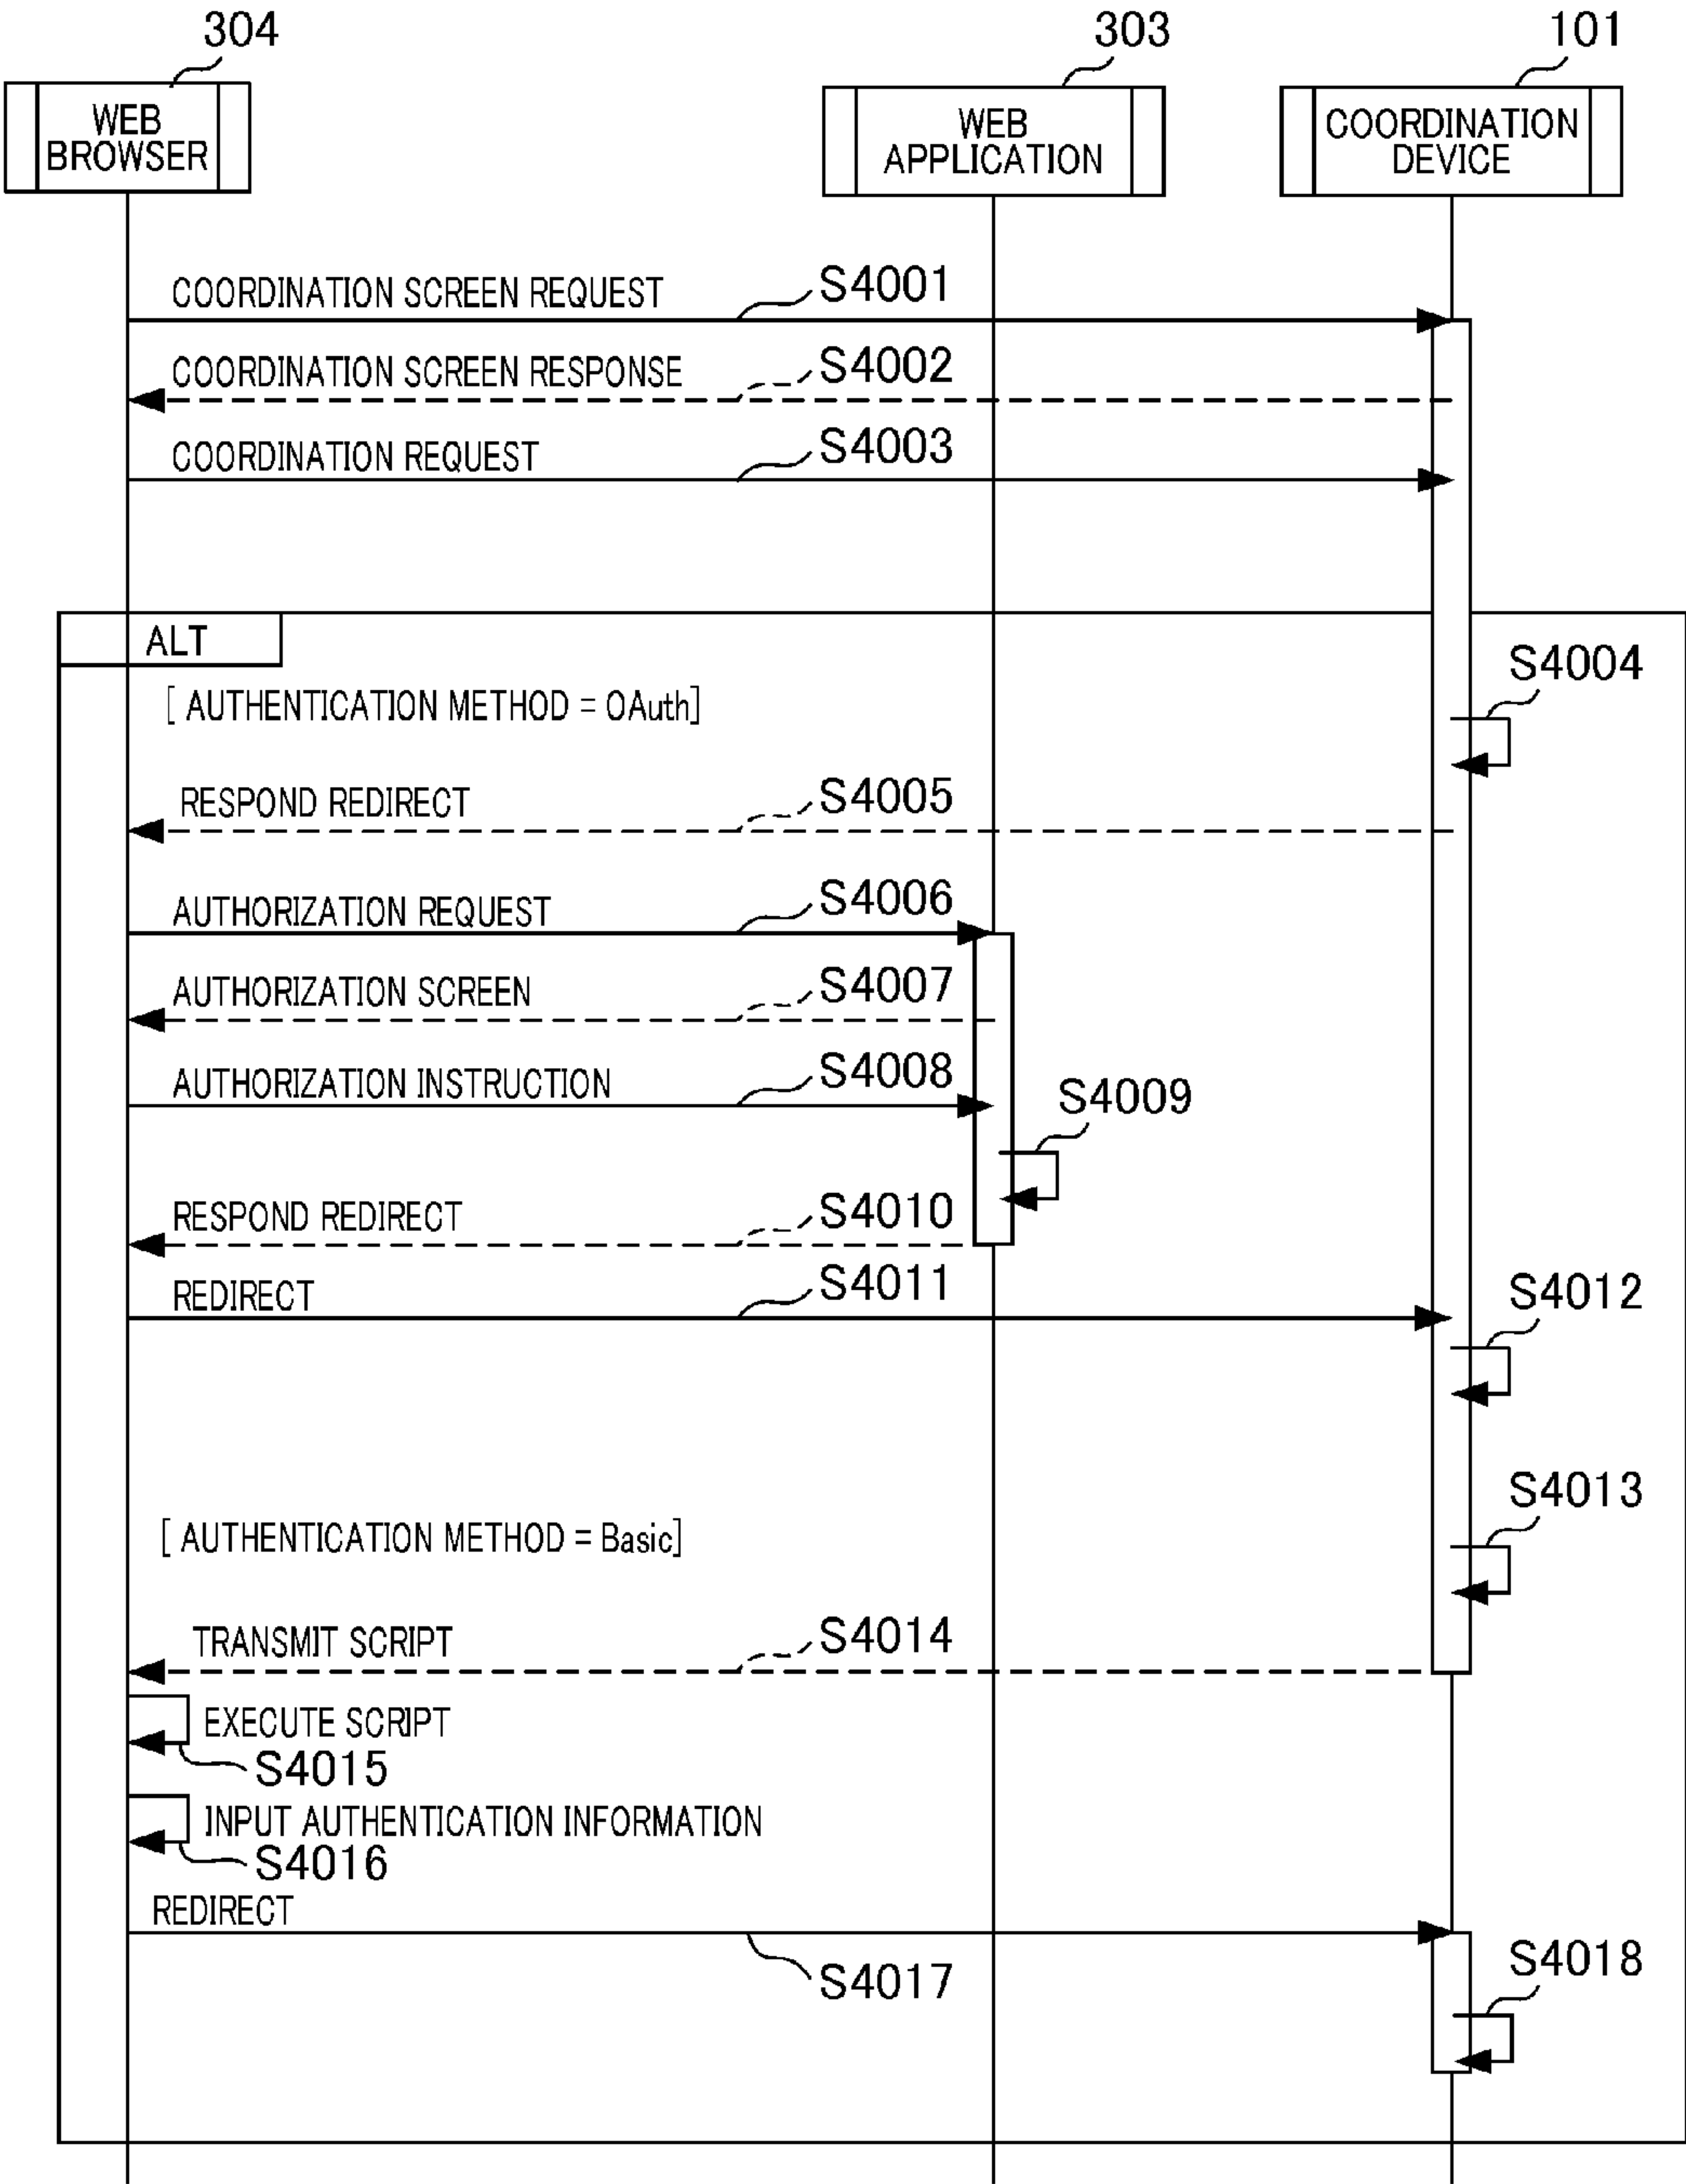 304
303
101
WEB
BROWSER
WEB
APPLICATION
COORDINATION
DEVICE
COORDINATION SCREEN REQUEST
S4001
COORDINATION SCREEN RESPONSE
S4002
COORDINATION REQUEST
S4003
ALT
[ AUTHENTICATION METHOD = OAuth]
S4004
RESPOND REDIRECT
S4005
AUTHORIZATION REQUEST
S4006
AUTHORIZATION SCREEN
S4007
AUTHORIZATION INSTRUCTION
S4008
S4009
RESPOND REDIRECT
S4010
REDIRECT
S4011
S4012
[ AUTHENTICATION METHOD = Basic]
S4013
TRANSMIT SCRIPT
S4014
EXECUTE SCRIPT
S4015
INPUT AUTHENTICATION INFORMATION
S4016
REDIRECT
S4017
S4018